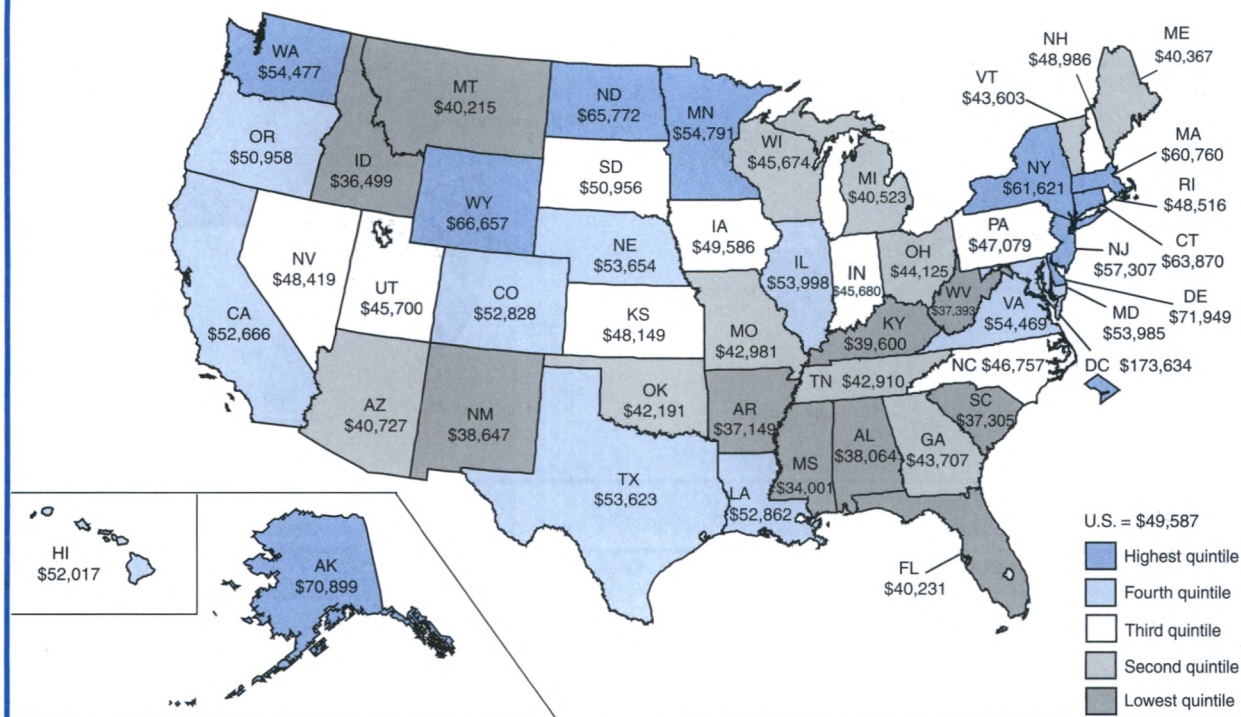 WA
$54,477
MT
$40,215
ND
$65,772
MN
$54,791
NH
$48,986
ME
$40,367
VT
$43,603
OR
$50,958
ID
$36,499
WY
$66,657
SD
$50,956
WI
$45,674
MI
$40,523
NY
$61,621
MA
$60,760
RI
$48,516
CT
$63,870
NJ
$57,307
DE
$71,949
MD
$53,985
DC $173,634
NV
$48,419
UT
$45,700
CO
$52,828
NE
$53,654
IA
$49,586
IL
$53,998
IN
$45,680
OH
$44,125
PA
$47,079
CA
$52,666
KS
$48,149
MO
$42,981
KY
$39,600
WV
$37,393
VA
$54,469
AZ
$40,727
NM
$38,647
OK
$42,191
AR
$37,149
TN $42,910
NC $46,757
SC
$37,305
TX
$53,623
LA
$52,862
MS
$34,001
AL
$38,064
GA
$43,707
FL
$40,231
HI
$52,017
AK
$70,899
U.S. = $49,587
Highest quintile
Fourth quintile
Third quintile
Second quintile
Lowest quintile